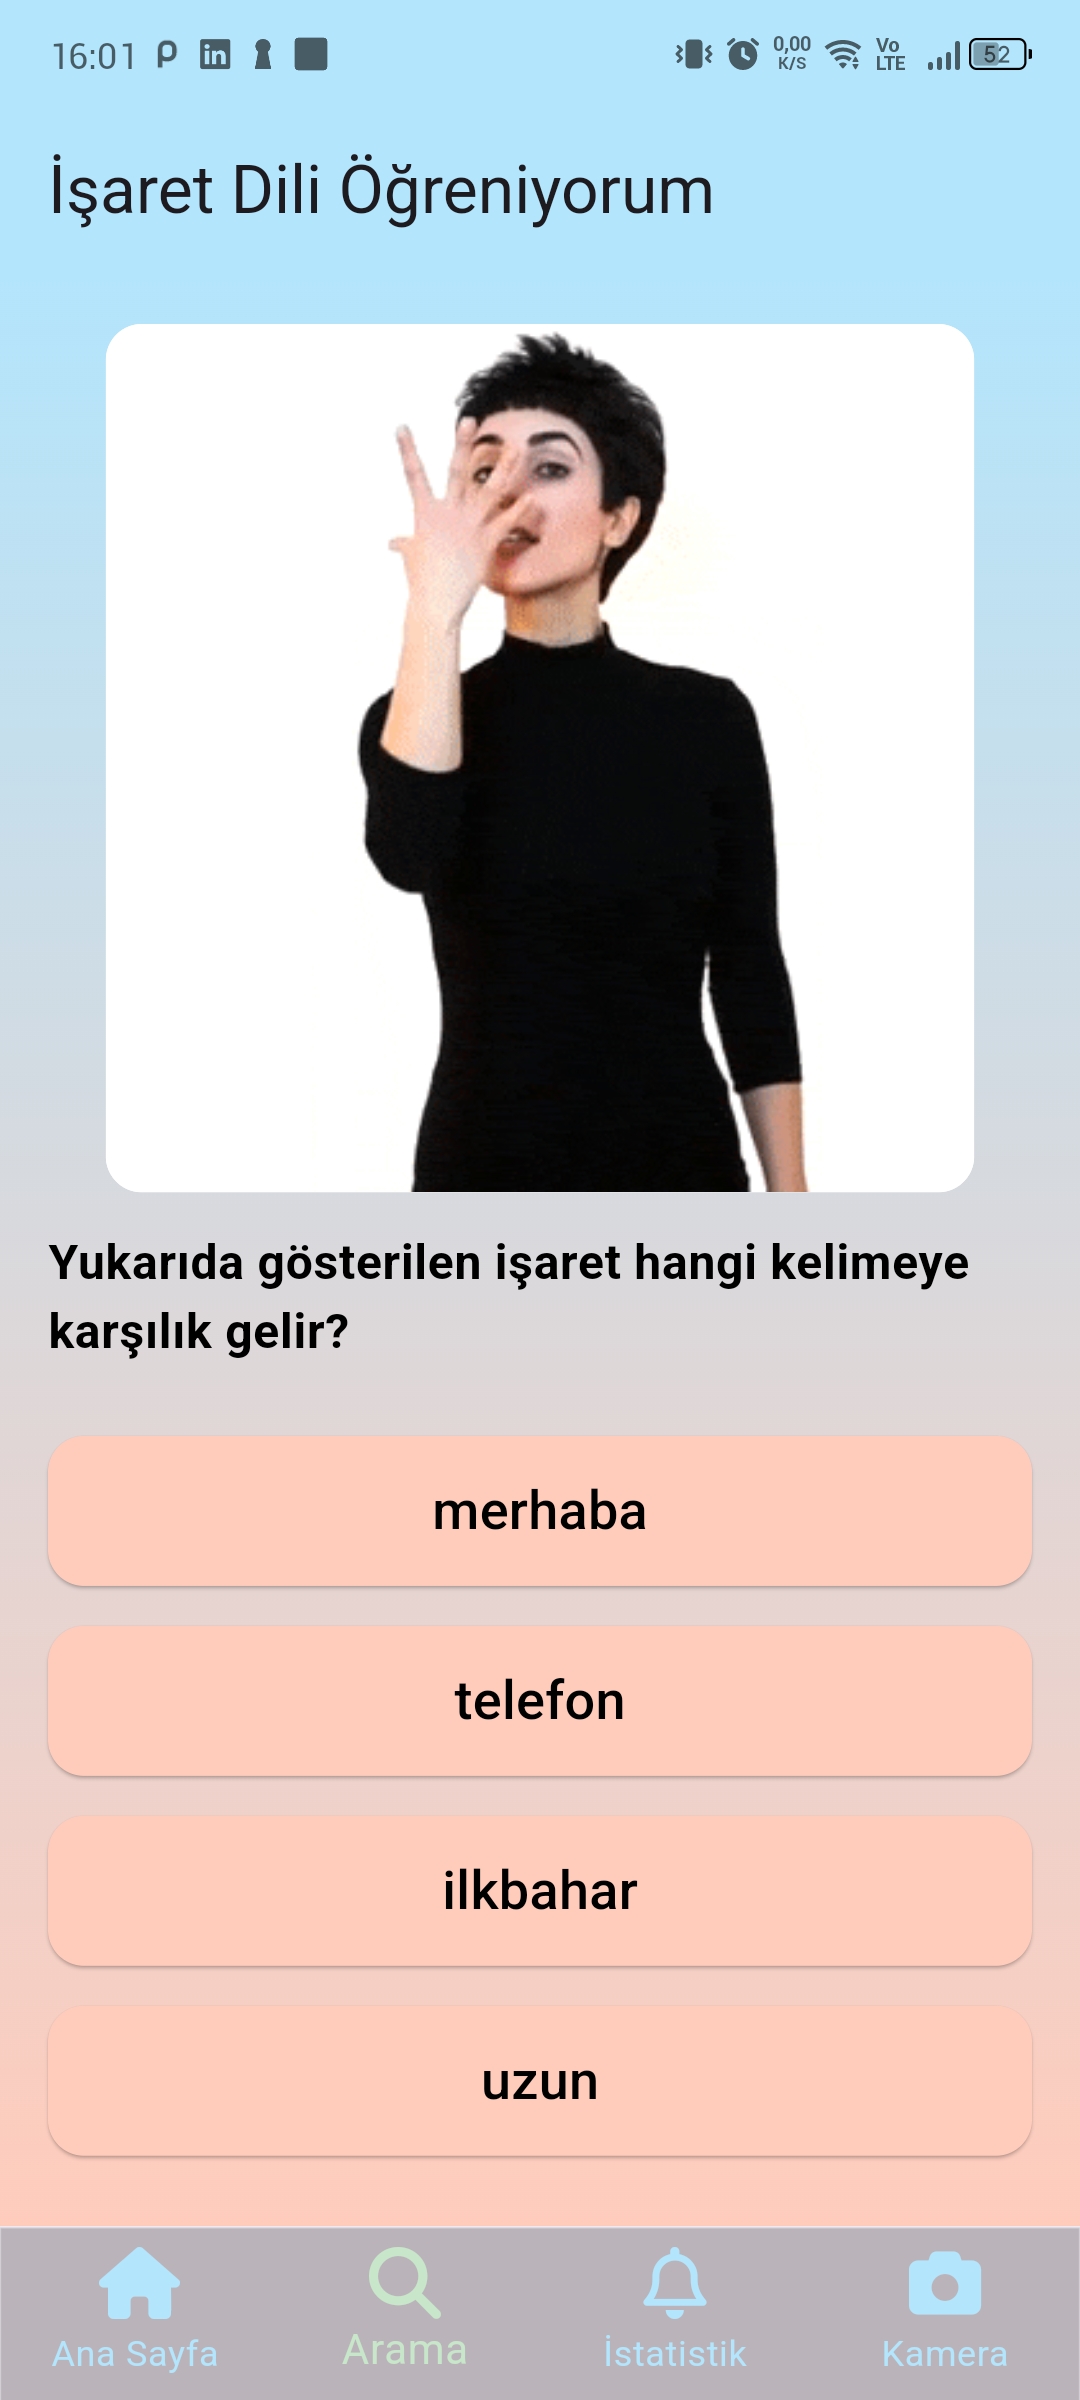 16:01
0,00
K/S
Vo
LTE
52
İşaret Dili Öğreniyorum
Yukarıda gösterilen işaret hangi kelimeye
karşılık gelir?
merhaba
telefon
ilkbahar
uzun
Ana Sayfa
Arama
İstatistik
Kamera